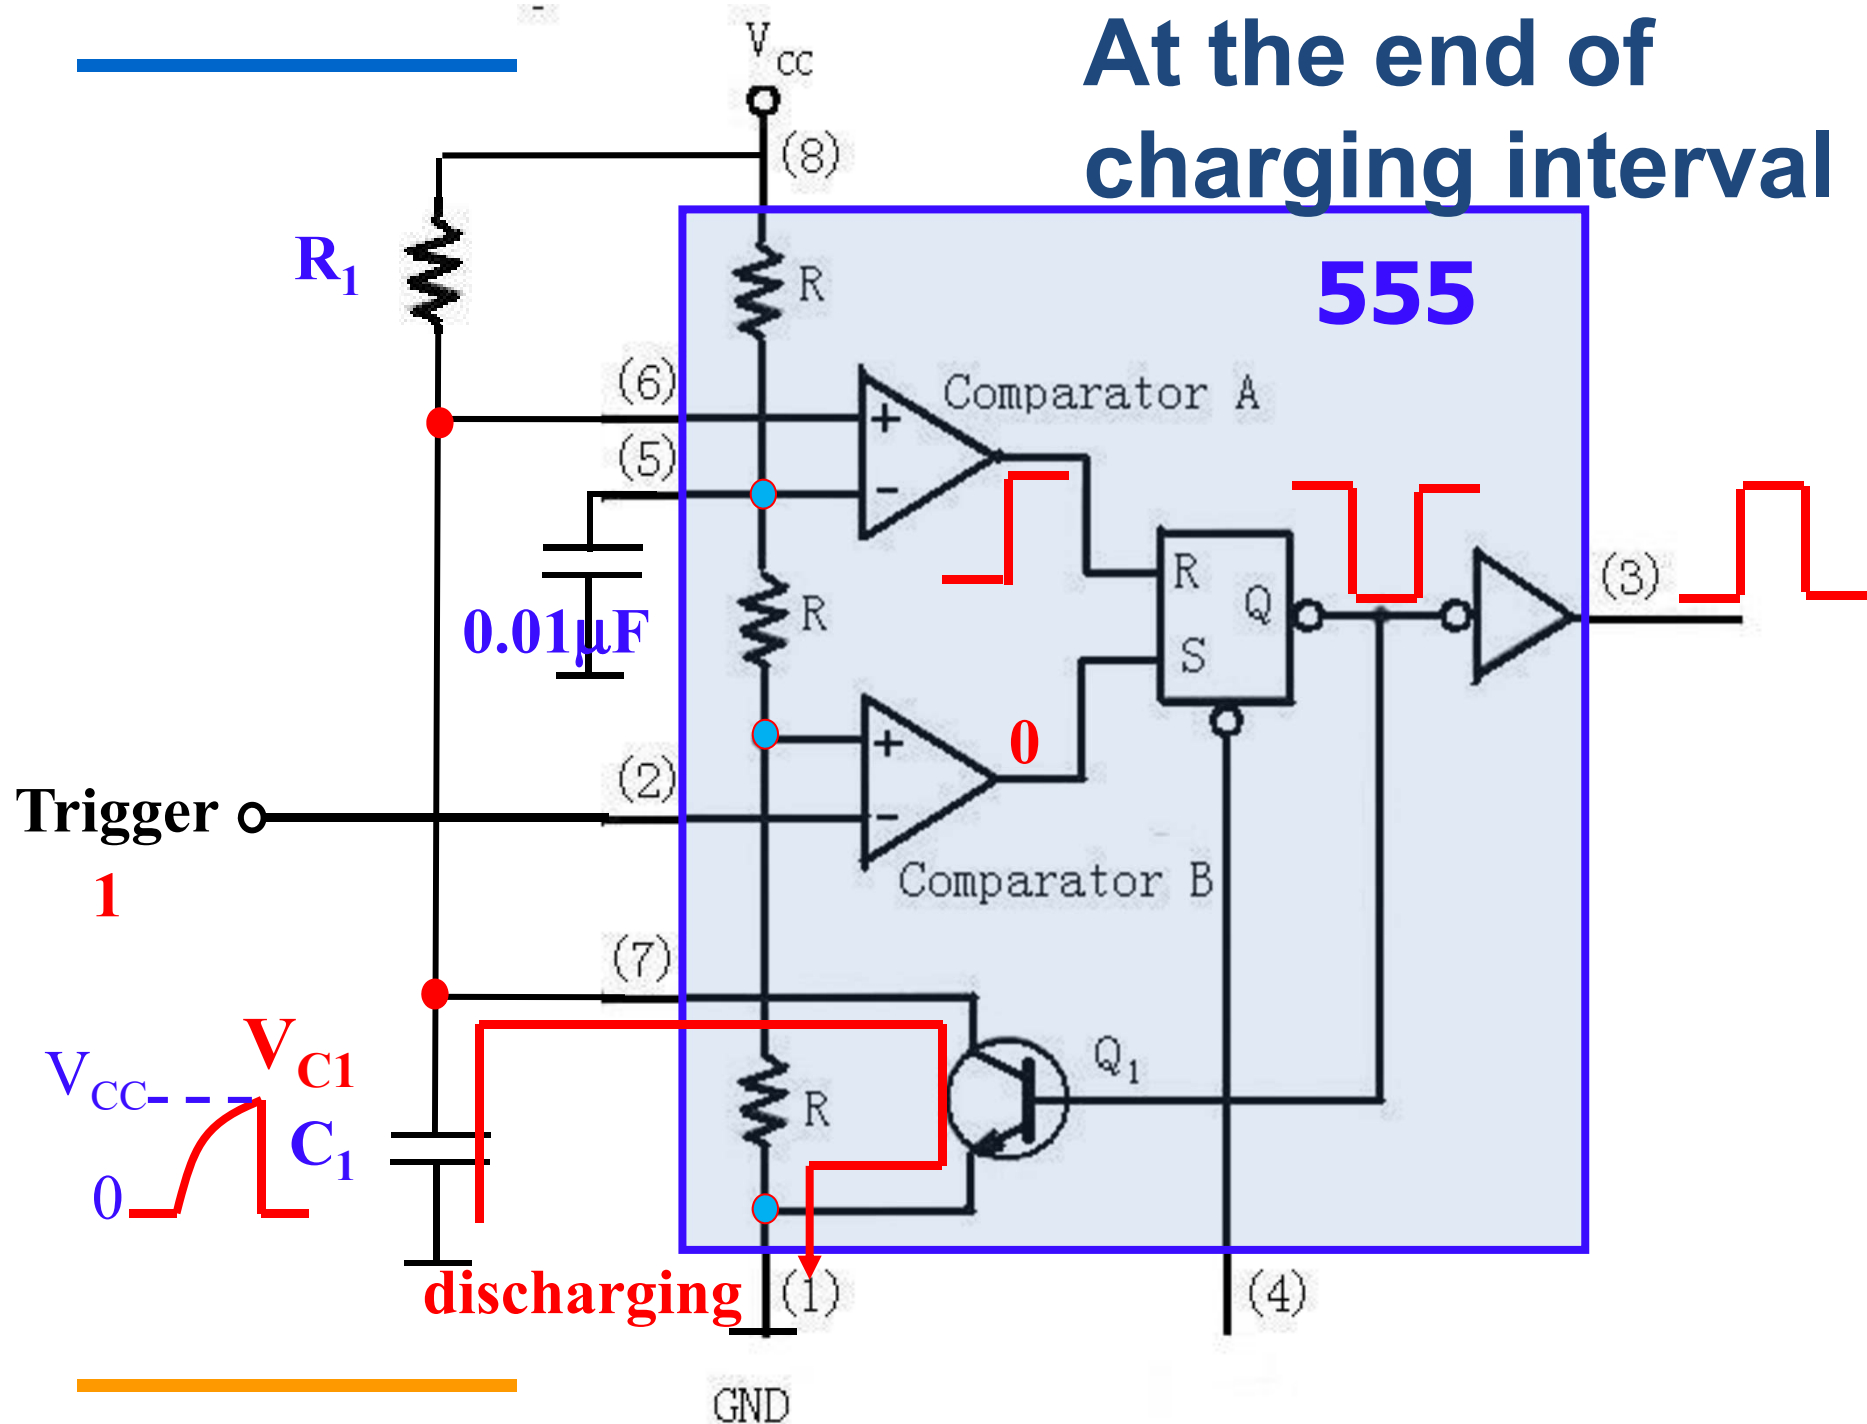 At the end of
charging interval
V CC
(8)
R1
R
555
(6)
Comparator A
+
(5)
-
R
Q
(3)
0.01μF
R
S
0
+
(2)
Trigger
-
1
Comparator B
(7)
VC1
VCC
Q1
C1
R
0
discharging
(1)
(4)
GND